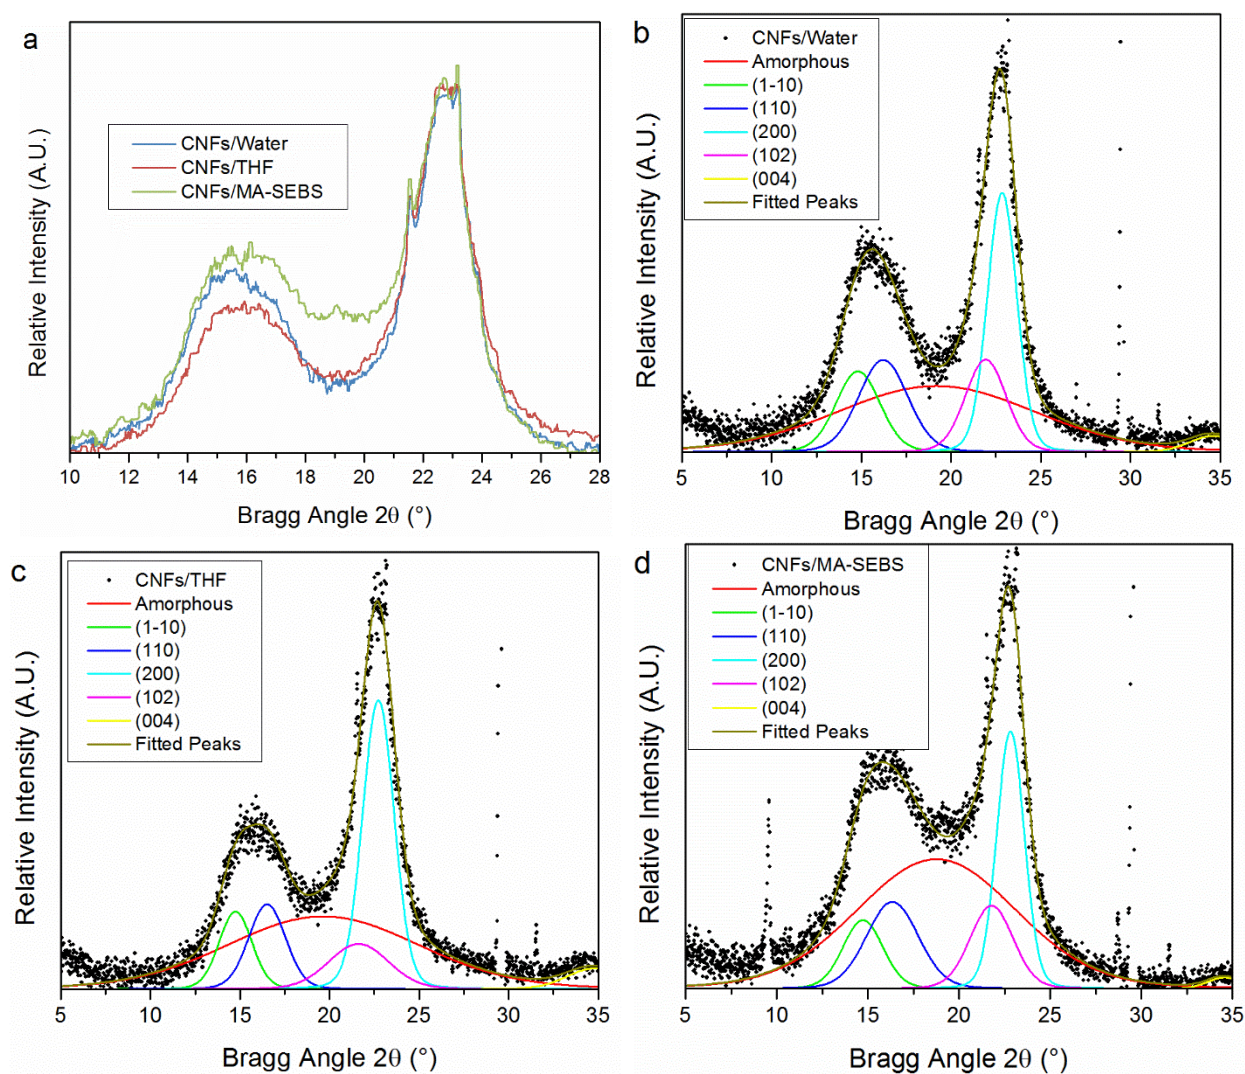 a
CNFs/Water
CNFs/THF
CNFs/MA-SEBS
Relative Intensity (A.U.)
10 12 14 16 18 20 22 24 26 28
Bragg Angle 2θ (°)
b
CNFs/Water
Amorphous
(1-10)
(110)
(200)
(102)
(004)
Fitted Peaks
Relative Intensity (A.U.)
5 10 15 20 25 30 35
Bragg Angle 2θ (°)
c
CNFs/THF
Amorphous
(1-10)
(110)
(200)
(102)
(004)
Fitted Peaks
Relative Intensity (A.U.)
5 10 15 20 25 30 35
Bragg Angle 2θ (°)
d
CNFs/MA-SEBS
Amorphous
(1-10)
(110)
(200)
(102)
(004)
Fitted Peaks
Relative Intensity (A.U.)
5 10 15 20 25 30 35
Bragg Angle 2θ (°)